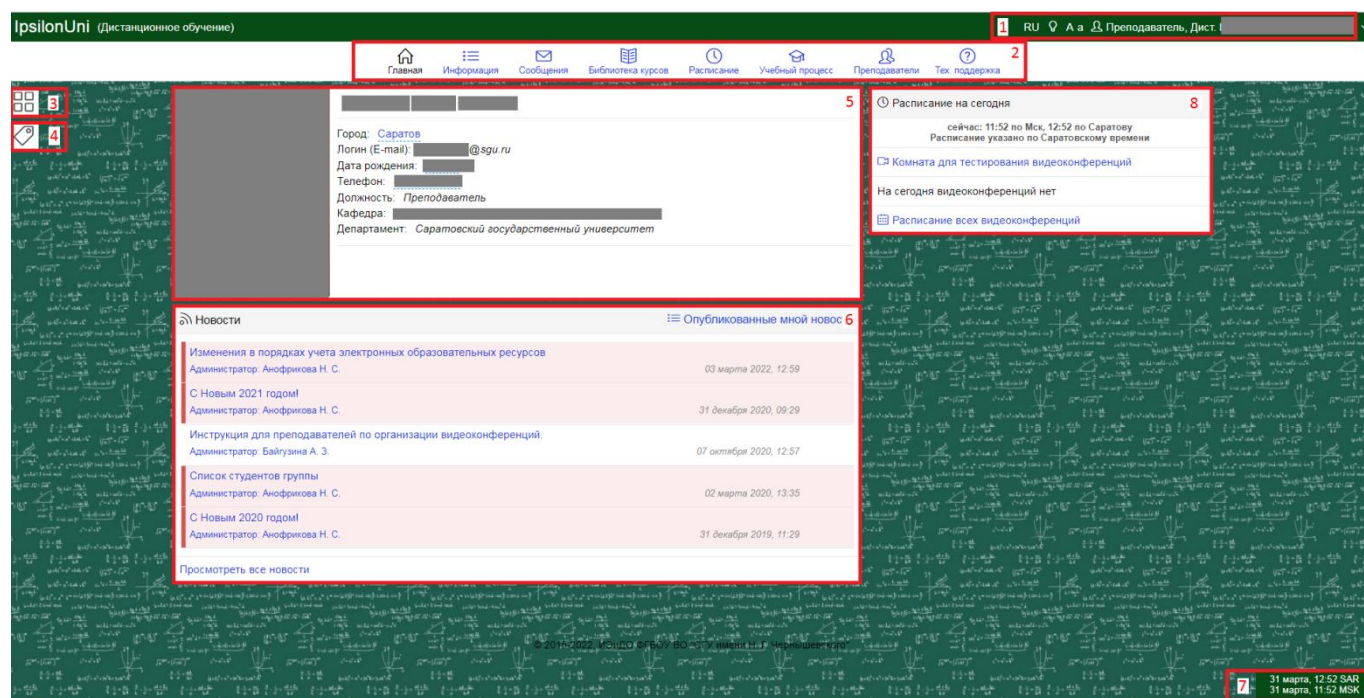 IpsilonUni (Дистанционное обучение)
1 RU А а Преподаватель, Дист.
Главная Информация Сообщения Библиотека курсов Расписание Учебный процесс Преподаватели Тех. поддержка 2
3
4
5
Город: Саратов
Логин (E-mail): @sgu.ru
Дата рождения:
Телефон:
Должность: Преподаватель
Кафедра:
Департамент: Саратовский государственный университет
Расписание на сегодня 8
сейчас: 11:52 по Мск, 12:52 по Саратову
Расписание указано по Саратовскому времени
Комната для тестирования видеоконференций
На сегодня видеоконференций нет
Расписание всех видеоконференций
Новости Опубликованные мной новос 6
Изменения в порядках учета электронных образовательных ресурсов
Администратор: Анофрикова Н. С. 03 марта 2022, 12:59
С Новым 2021 годом!
Администратор: Анофрикова Н. С. 31 декабря 2020, 09:29
Инструкция для преподавателей по организации видеоконференций.
Администратор: Байгузина А. З. 07 октября 2020, 12:57
Список студентов группы
Администратор: Анофрикова Н. С. 02 марта 2020, 13:35
С Новым 2020 годом!
Администратор: Анофрикова Н. С. 31 декабря 2019, 11:29
Просмотреть все новости
7 31 марта, 12:52 SAR
31 марта, 11:52 MSK